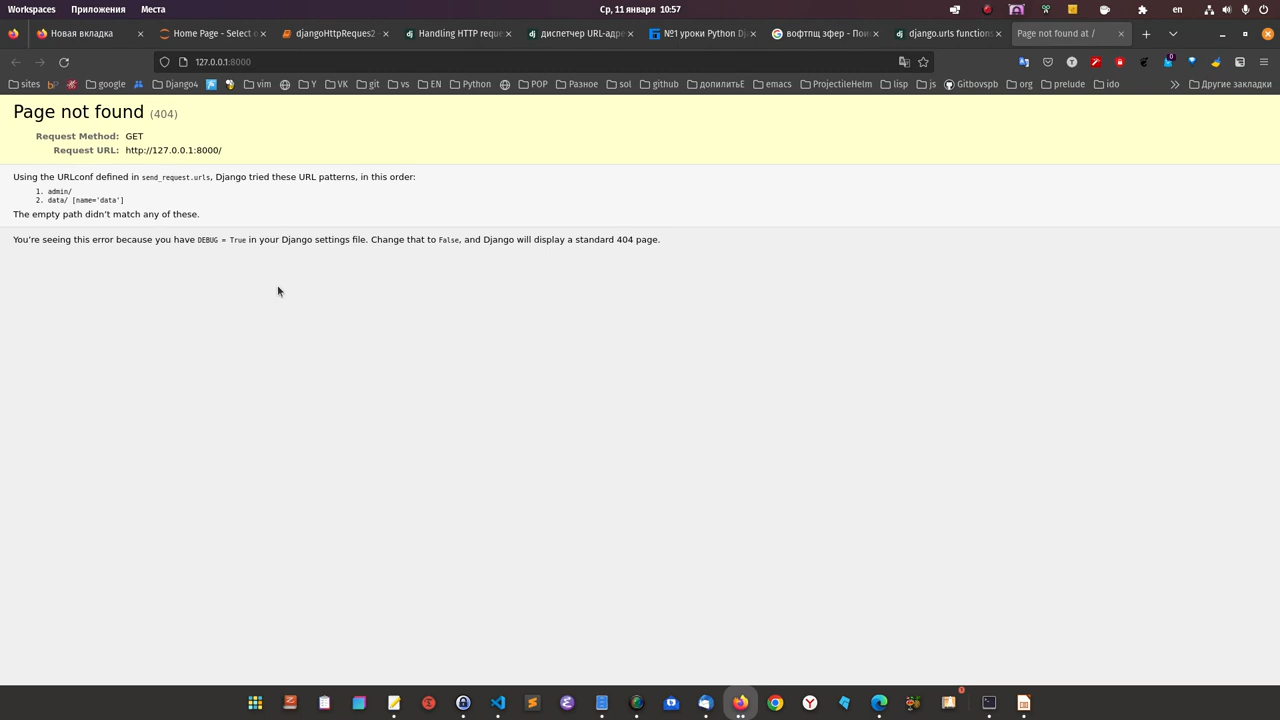 Workspaces Приложения Места Ср, 11 января 10:57 en
Новая вкладка Home Page - Select o djangoHttpReques2 - Handling HTTP reque диспетчер URL-адре №1 уроки Python Dj вофтпщ эфер - Пои django.urls functions Page not found at /
127.0.0.1:8000
sites google Django4 vim Y VK git vs EN Python POP Разное sol github допилитьЕ emacs ProjectileHelm lisp js Gitbovspb org prelude ido Другие закладки
Page not found (404)
Request Method: GET
Request URL: http://127.0.0.1:8000/
Using the URLconf defined in send_request.urls, Django tried these URL patterns, in this order:
1. admin/
2. data/ [name='data']
The empty path didn’t match any of these.
You’re seeing this error because you have DEBUG = True in your Django settings file. Change that to False, and Django will display a standard 404 page.